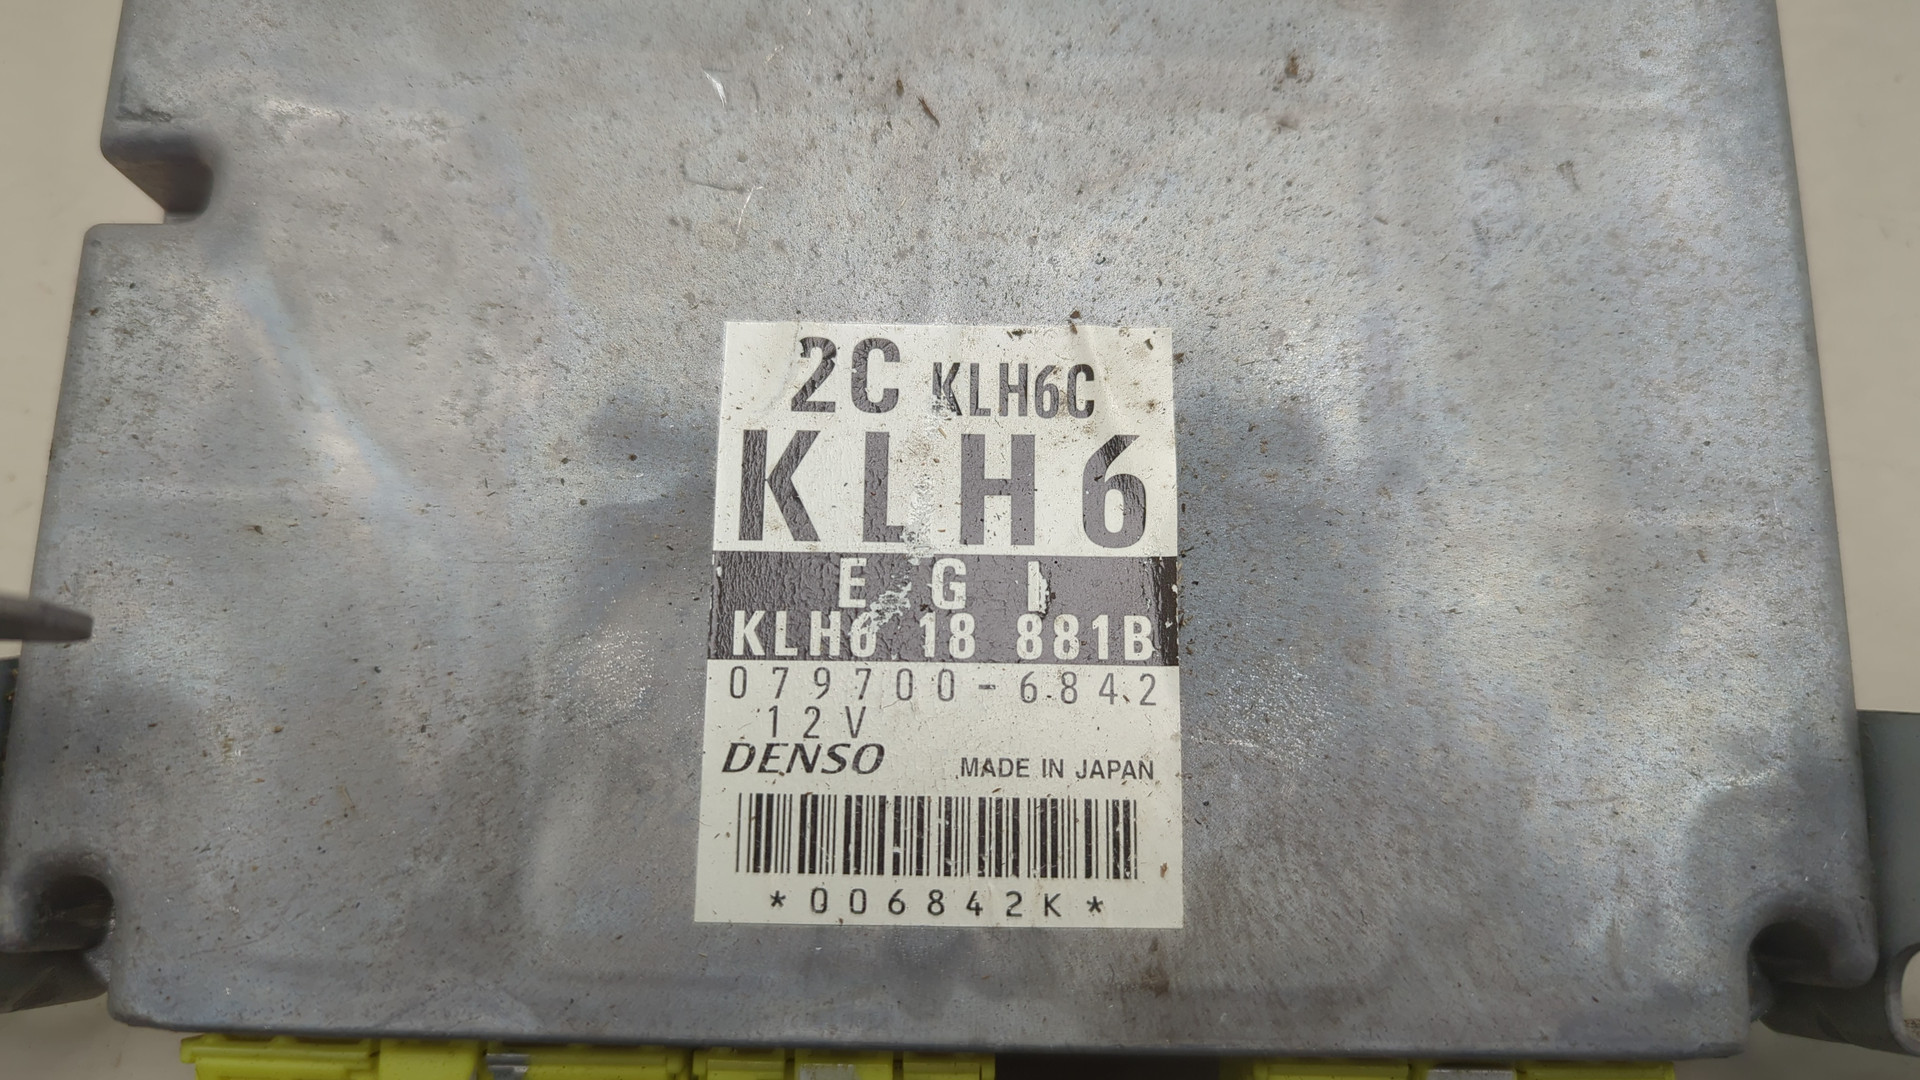 2C KLH6C
KLH6
EGI
KLH6 18 881B
079700-6842
12V
DENSO MADE IN JAPAN
*006842K*